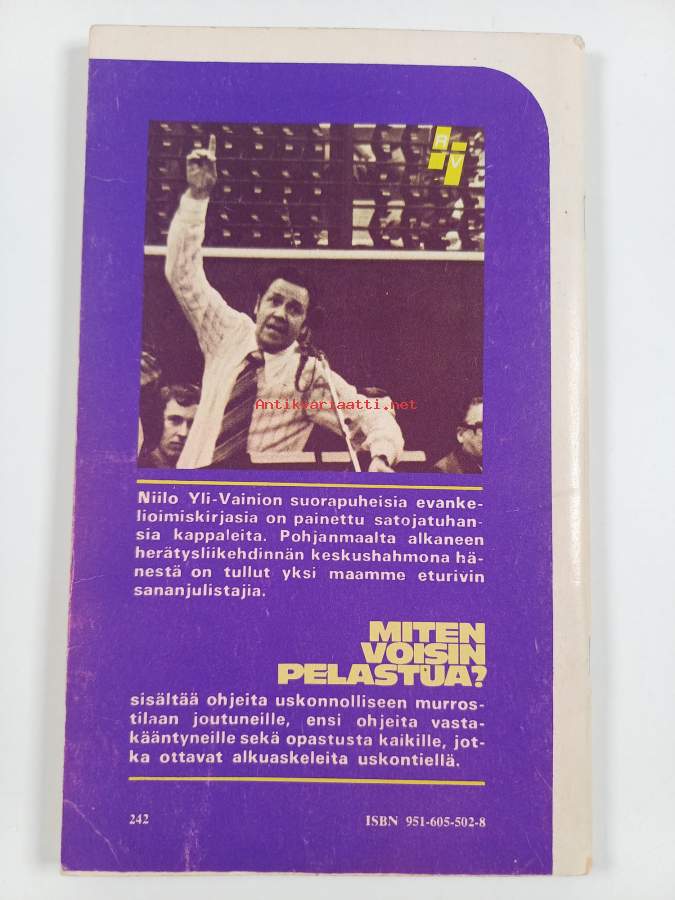 R
V
Antikvariaatti.net
Niilo Yli-Vainion suorapuheisia evanke-
lioimiskirjasia on painettu satojatuhan-
sia kappaleita. Pohjanmaalta alkaneen
herätysliikehdinnän keskushahmona hä-
nestä on tullut yksi maamme eturivin
sananjulistajia.
MITEN
VOISIN
PELASTUA?
sisältää ohjeita uskonnolliseen murros-
tilaan joutuneille, ensi ohjeita vasta-
kääntyneille sekä opastusta kaikille, jot-
ka ottavat alkuaskeleita uskontiellä.
242
ISBN 951-605-502-8